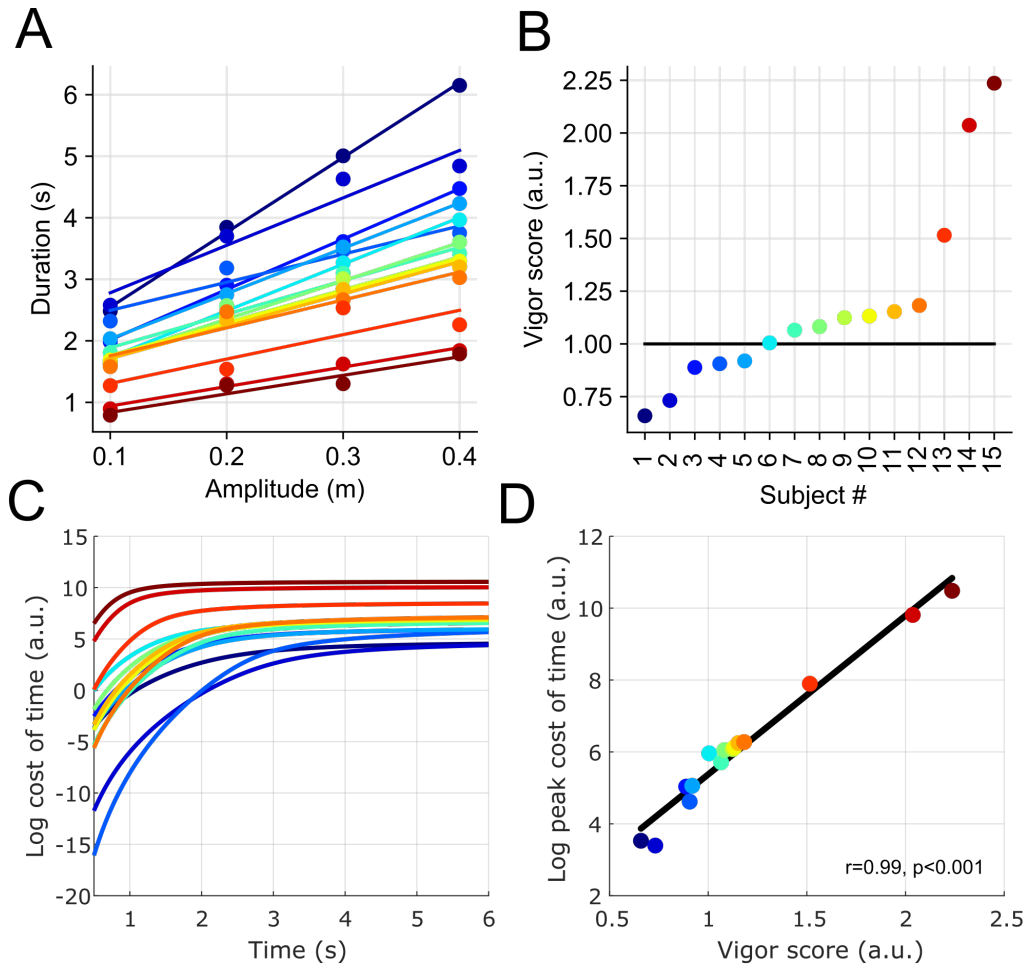 A
Duration (s)
6
5
4
3
2
1
0.1 0.2 0.3 0.4
Amplitude (m)
B
Vigor score (a.u.)
2.25
2.00
1.75
1.50
1.25
1.00
0.75
1 2 3 4 5 6 7 8 9 10 11 12 13 14 15
Subject #
C
Log cost of time (a.u.)
15
10
5
0
-5
-10
-15
-20
1 2 3 4 5 6
Time (s)
D
Log peak cost of time (a.u.)
12
10
8
6
4
2
r=0.99, p<0.001
0.5 1 1.5 2 2.5
Vigor score (a.u.)